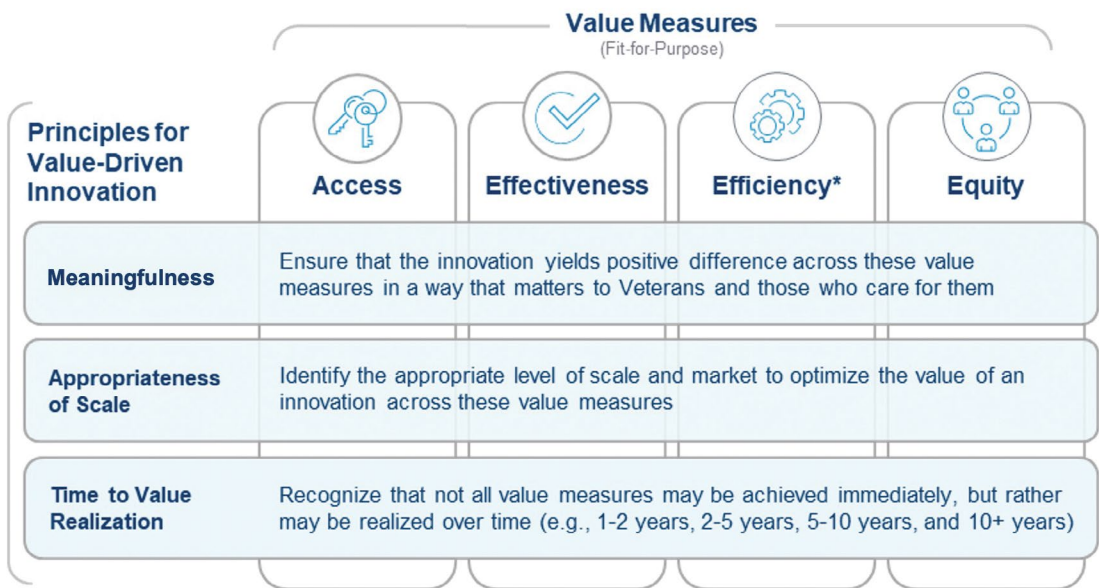 Value Measures
(Fit-for-Purpose)
Principles for
Value-Driven
Innovation
Access
Effectiveness
Efficiency*
Equity
Meaningfulness
Ensure that the innovation yields positive difference across these value
measures in a way that matters to Veterans and those who care for them
Appropriateness
of Scale
Identify the appropriate level of scale and market to optimize the value of an
innovation across these value measures
Time to Value
Realization
Recognize that not all value measures may be achieved immediately, but rather
may be realized over time (e.g., 1-2 years, 2-5 years, 5-10 years, and 10+ years)